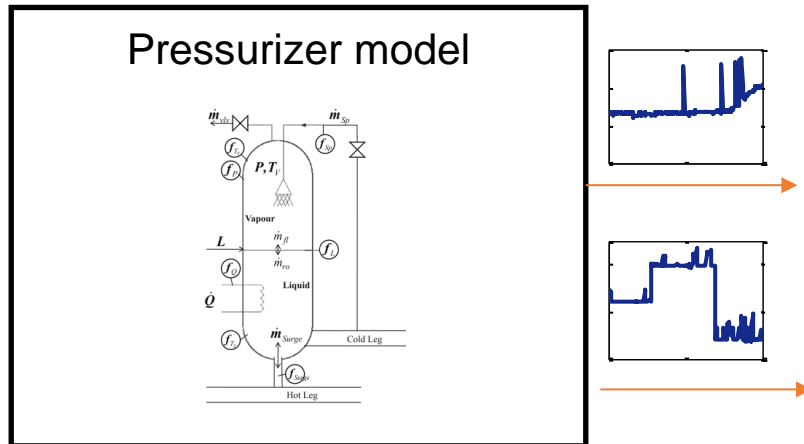 Pressurizer model
ṁ_vlv
ṁ_Sp
f_Sp
f_Tv
f_P
P,T_V
Vapour
L
ṁ_fl
f_L
ṁ_ro
f_Q
Liquid
Q̇
ṁ_Surge
f_Tl
Cold Leg
f_Surge
Hot Leg